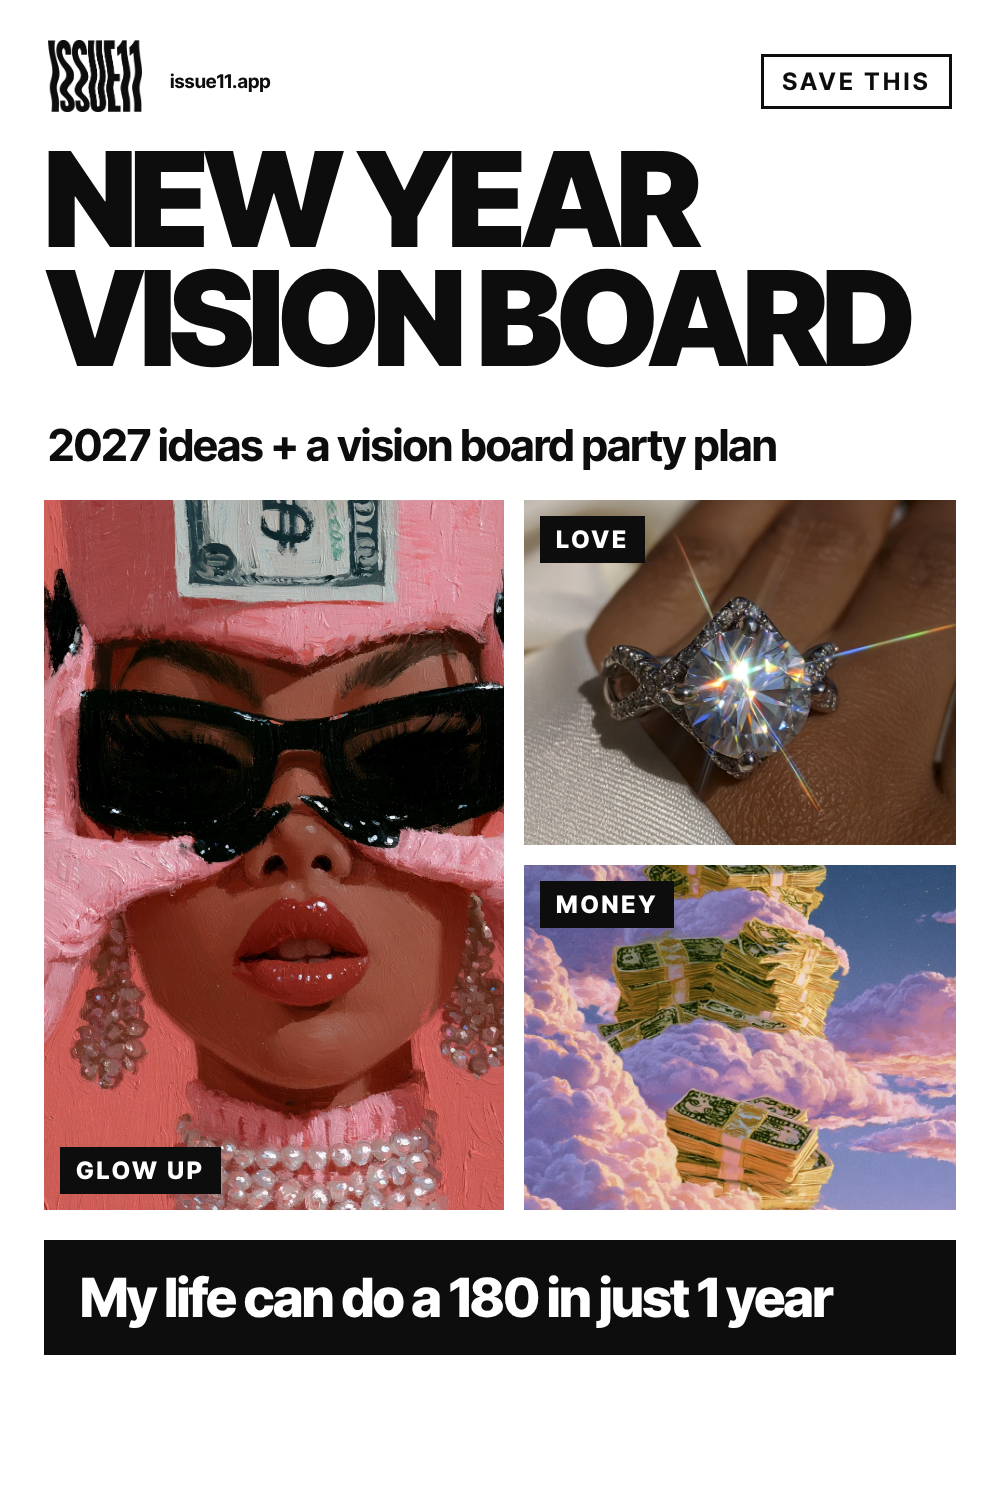 ISSUE11
issue11.app
SAVE THIS
NEW YEAR
VISION BOARD
2027 ideas + a vision board party plan
$
LOVE
MONEY
GLOW UP
My life can do a 180 in just 1 year